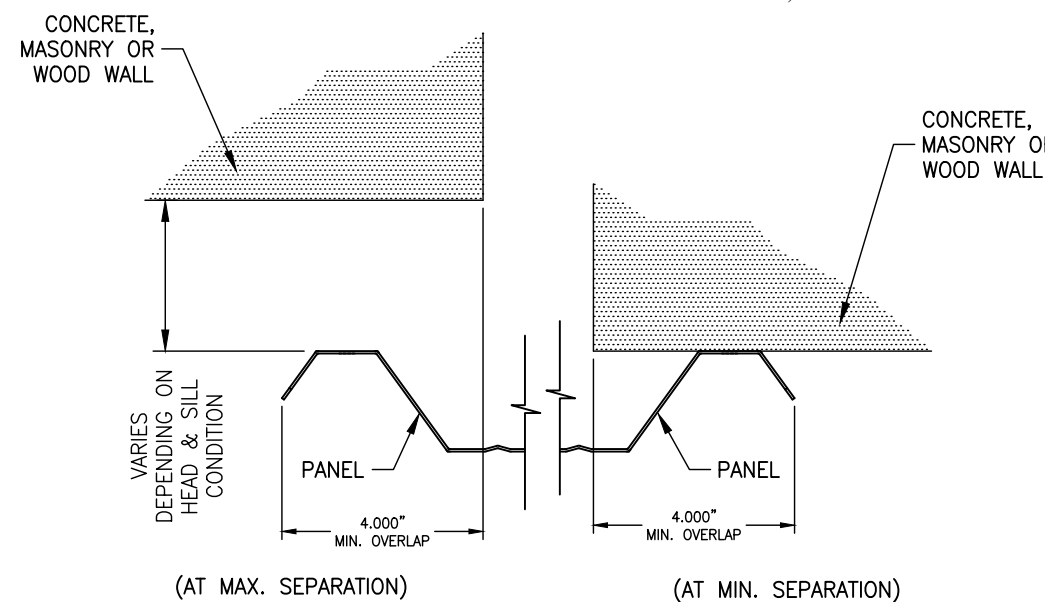 CONCRETE,
MASONRY OR
WOOD WALL
CONCRETE,
MASONRY
WOOD WALL
VARIES
DEPENDING ON
HEAD & SILL
CONDITION
PANEL
PANEL
4.000"
MIN. OVERLAP
4.000"
MIN. OVERLAP
(AT MAX. SEPARATION)
(AT MIN. SEPARATION)